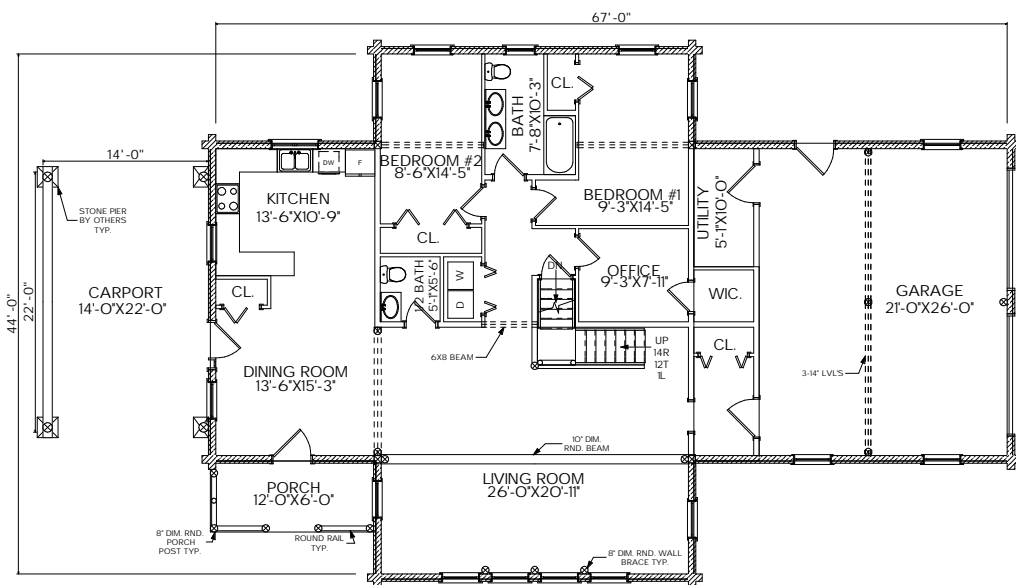 67'-0"
14'-0"
STONE PIER
BY OTHERS
TYP.
44'-0"
22'-0"
CARPORT
14'-0"X22'-0"
DW
F
KITCHEN
13'-6"X10'-9"
BEDROOM #2
8'-6"X14'-5"
BATH
7'-8"X10'-3"
CL.
BEDROOM #1
9'-3"X14'-5"
UTILITY
5'-1"X10'-0"
CL.
CL.
1/2 BATH
5'-1"X5'-6"
W
D
DN
OFFICE
9'-3"X7'-11"
WIC.
GARAGE
21'-0"X26'-0"
6X8 BEAM
UP
14R
12T
1L
CL.
3-14" LVL'S
DINING ROOM
13'-6"X15'-3"
10" DIM.
RND. BEAM
LIVING ROOM
26'-0"X20'-11"
PORCH
12'-0"X6'-0"
8" DIM. RND.
PORCH
POST TYP.
ROUND RAIL
TYP.
8" DIM. RND. WALL
BRACE TYP.